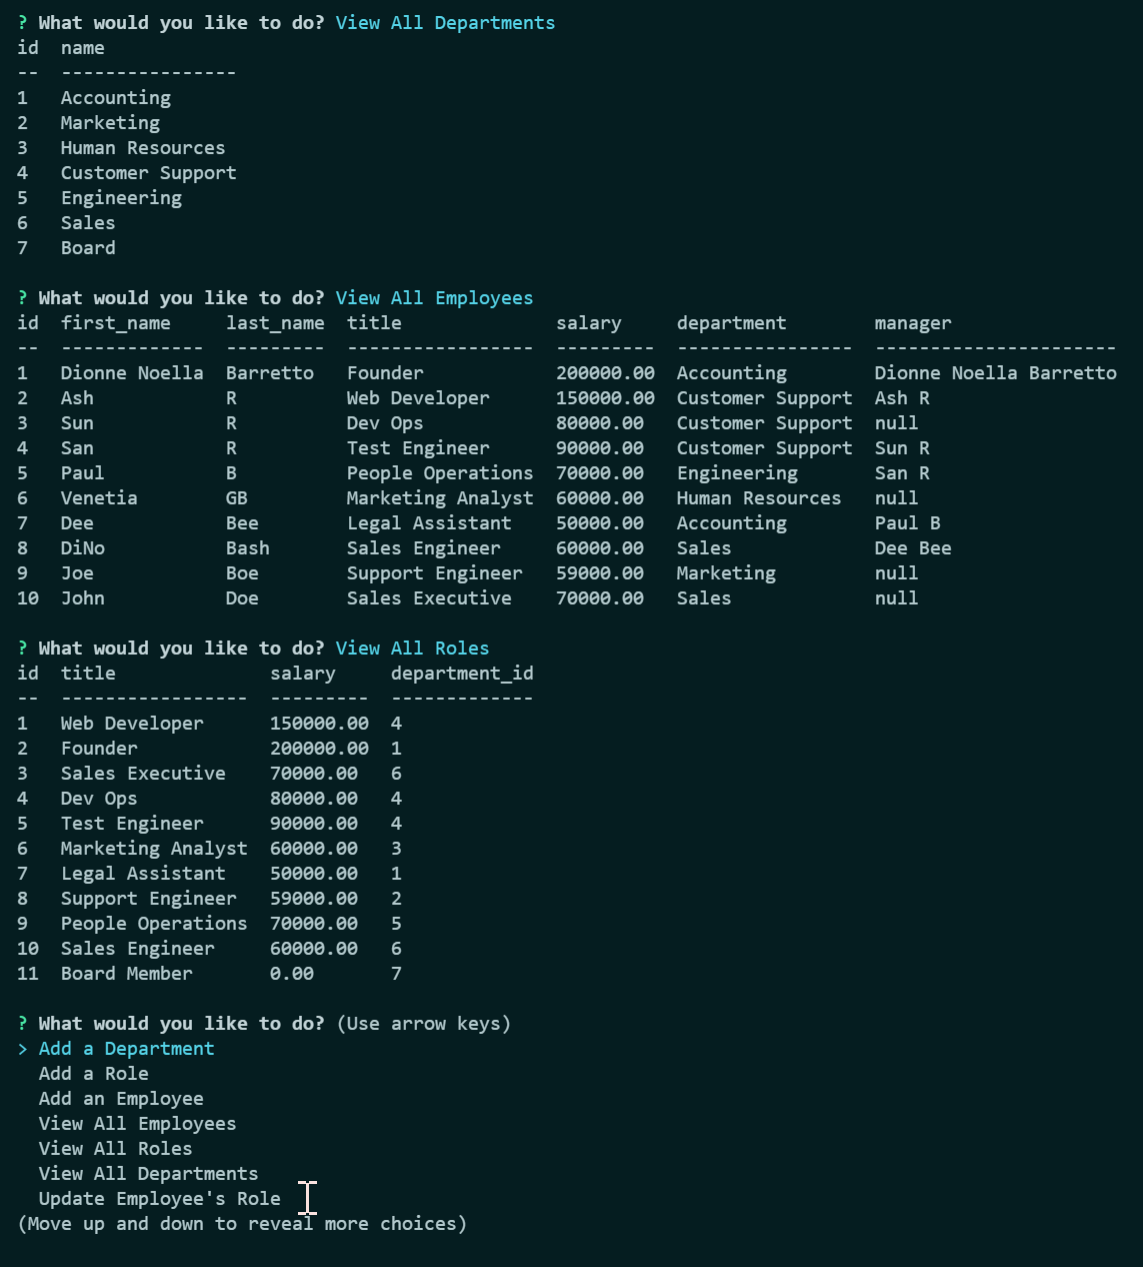 ? What would you like to do? View All Departments
id  name
--  ----------------
1   Accounting
2   Marketing
3   Human Resources
4   Customer Support
5   Engineering
6   Sales
7   Board
? What would you like to do? View All Employees
id  first_name     last_name  title              salary     department        manager
--  -------------  ---------  -----------------  ---------  ----------------  ----------------------
1   Dionne Noella  Barretto   Founder            200000.00  Accounting        Dionne Noella Barretto
2   Ash            R          Web Developer      150000.00  Customer Support  Ash R
3   Sun            R          Dev Ops            80000.00   Customer Support  null
4   San            R          Test Engineer      90000.00   Customer Support  Sun R
5   Paul           B          People Operations  70000.00   Engineering       San R
6   Venetia        GB         Marketing Analyst  60000.00   Human Resources   null
7   Dee            Bee        Legal Assistant    50000.00   Accounting        Paul B
8   DiNo           Bash       Sales Engineer     60000.00   Sales             Dee Bee
9   Joe            Boe        Support Engineer   59000.00   Marketing         null
10  John           Doe        Sales Executive    70000.00   Sales             null
? What would you like to do? View All Roles
id  title              salary     department_id
--  -----------------  ---------  -------------
1   Web Developer      150000.00  4
2   Founder            200000.00  1
3   Sales Executive    70000.00   6
4   Dev Ops            80000.00   4
5   Test Engineer      90000.00   4
6   Marketing Analyst  60000.00   3
7   Legal Assistant    50000.00   1
8   Support Engineer   59000.00   2
9   People Operations  70000.00   5
10  Sales Engineer     60000.00   6
11  Board Member       0.00       7
? What would you like to do? (Use arrow keys)
> Add a Department
  Add a Role
  Add an Employee
  View All Employees
  View All Roles
  View All Departments
  Update Employee's Role
(Move up and down to reveal more choices)